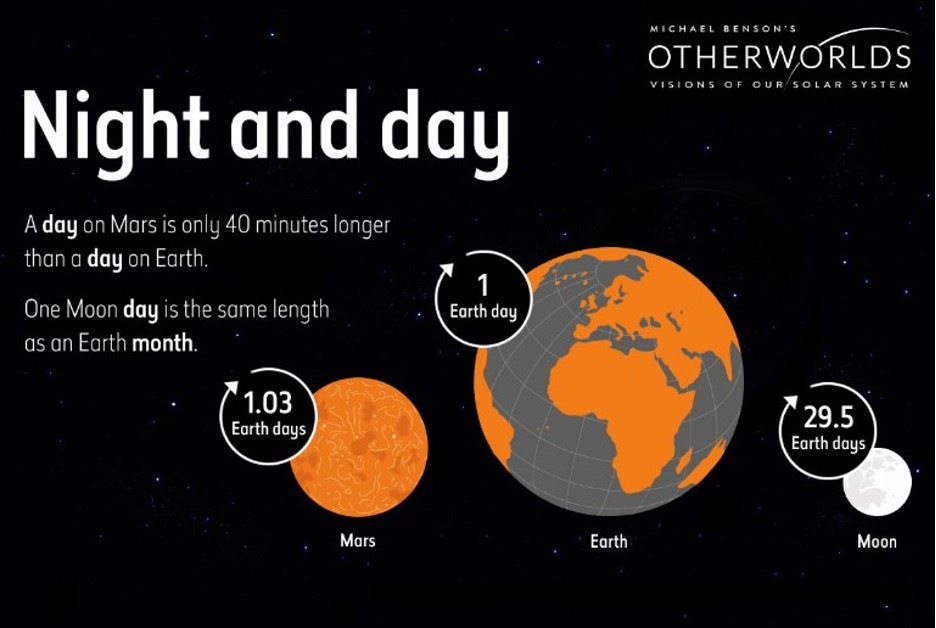 MICHAEL BENSON'S
OTHERWORLDS
VISIONS OF OUR SOLAR SYSTEM
Night and day
A day on Mars is only 40 minutes longer
than a day on Earth.
One Moon day is the same length
as an Earth month.
1
Earth day
1.03
Earth days
29.5
Earth days
Mars
Earth
Moon